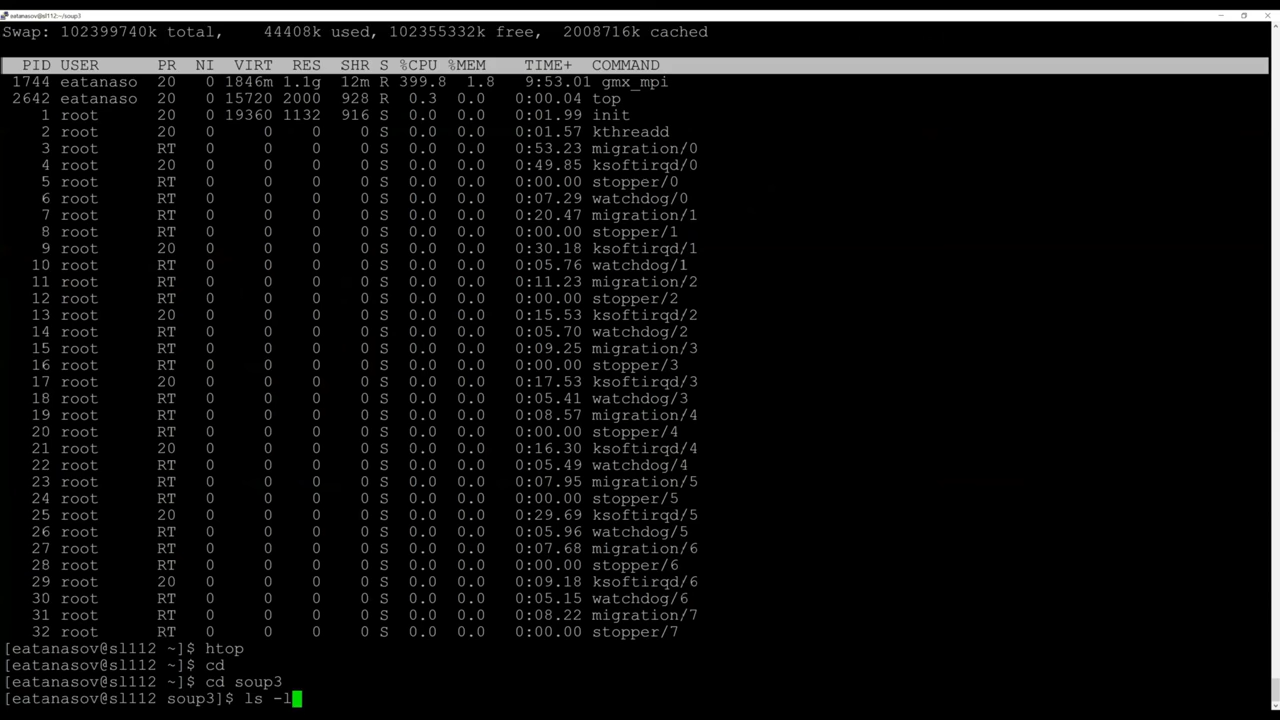 eatanasov@sl112:~/soup3
Swap: 102399740k total, 44408k used, 102355332k free, 2008716k cached
PID USER PR NI VIRT RES SHR S %CPU %MEM TIME+ COMMAND
1744 eatanaso 20 0 1846m 1.1g 12m R 399.8 1.8 9:53.01 gmx_mpi
2642 eatanaso 20 0 15720 2000 928 R 0.3 0.0 0:00.04 top
1 root 20 0 19360 1132 916 S 0.0 0.0 0:01.99 init
2 root 20 0 0 0 0 S 0.0 0.0 0:01.57 kthreadd
3 root RT 0 0 0 0 S 0.0 0.0 0:53.23 migration/0
4 root 20 0 0 0 0 S 0.0 0.0 0:49.85 ksoftirqd/0
5 root RT 0 0 0 0 S 0.0 0.0 0:00.00 stopper/0
6 root RT 0 0 0 0 S 0.0 0.0 0:07.29 watchdog/0
7 root RT 0 0 0 0 S 0.0 0.0 0:20.47 migration/1
8 root RT 0 0 0 0 S 0.0 0.0 0:00.00 stopper/1
9 root 20 0 0 0 0 S 0.0 0.0 0:30.18 ksoftirqd/1
10 root RT 0 0 0 0 S 0.0 0.0 0:05.76 watchdog/1
11 root RT 0 0 0 0 S 0.0 0.0 0:11.23 migration/2
12 root RT 0 0 0 0 S 0.0 0.0 0:00.00 stopper/2
13 root 20 0 0 0 0 S 0.0 0.0 0:15.53 ksoftirqd/2
14 root RT 0 0 0 0 S 0.0 0.0 0:05.70 watchdog/2
15 root RT 0 0 0 0 S 0.0 0.0 0:09.25 migration/3
16 root RT 0 0 0 0 S 0.0 0.0 0:00.00 stopper/3
17 root 20 0 0 0 0 S 0.0 0.0 0:17.53 ksoftirqd/3
18 root RT 0 0 0 0 S 0.0 0.0 0:05.41 watchdog/3
19 root RT 0 0 0 0 S 0.0 0.0 0:08.57 migration/4
20 root RT 0 0 0 0 S 0.0 0.0 0:00.00 stopper/4
21 root 20 0 0 0 0 S 0.0 0.0 0:16.30 ksoftirqd/4
22 root RT 0 0 0 0 S 0.0 0.0 0:05.49 watchdog/4
23 root RT 0 0 0 0 S 0.0 0.0 0:07.95 migration/5
24 root RT 0 0 0 0 S 0.0 0.0 0:00.00 stopper/5
25 root 20 0 0 0 0 S 0.0 0.0 0:29.69 ksoftirqd/5
26 root RT 0 0 0 0 S 0.0 0.0 0:05.96 watchdog/5
27 root RT 0 0 0 0 S 0.0 0.0 0:07.68 migration/6
28 root RT 0 0 0 0 S 0.0 0.0 0:00.00 stopper/6
29 root 20 0 0 0 0 S 0.0 0.0 0:09.18 ksoftirqd/6
30 root RT 0 0 0 0 S 0.0 0.0 0:05.15 watchdog/6
31 root RT 0 0 0 0 S 0.0 0.0 0:08.22 migration/7
32 root RT 0 0 0 0 S 0.0 0.0 0:00.00 stopper/7
[eatanasov@sl112 ~]$ htop
[eatanasov@sl112 ~]$ cd
[eatanasov@sl112 ~]$ cd soup3
[eatanasov@sl112 soup3]$ ls -l